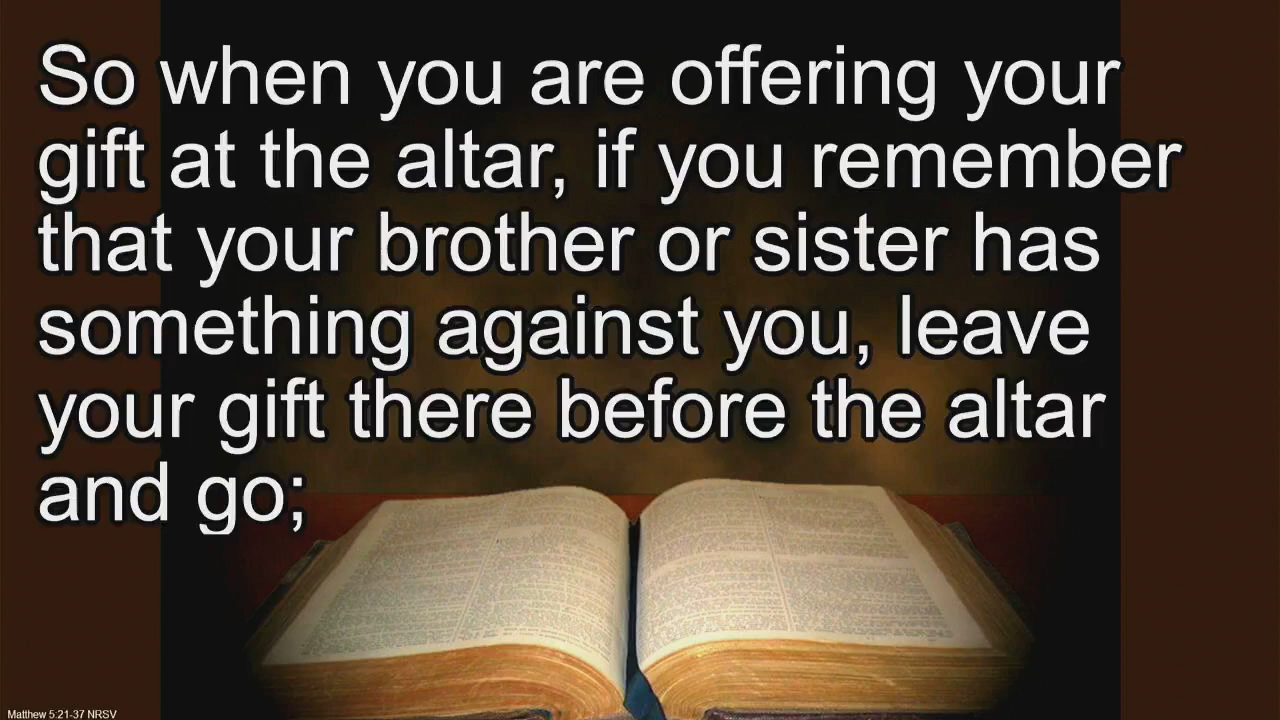 So when you are offering your
gift at the altar, if you remember
that your brother or sister has
something against you, leave
your gift there before the altar
and go;
Matthew 5:21-37 NRSV